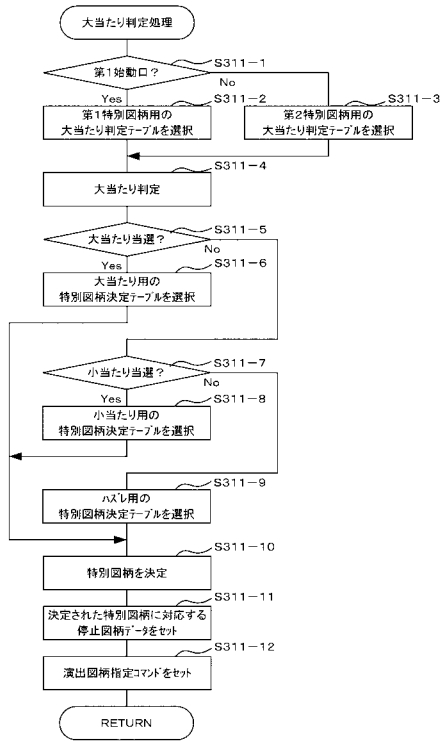 大当たり判定処理
S311-1
第1始動口?
No
Yes
S311-2
S311-3
第1特別図柄用の
大当たり判定テーブルを選択
第2特別図柄用の
大当たり判定テーブルを選択
S311-4
大当たり判定
S311-5
大当たり当選?
No
Yes
S311-6
大当たり用の
特別図柄決定テーブルを選択
S311-7
小当たり当選?
No
Yes
S311-8
小当たり用の
特別図柄決定テーブルを選択
S311-9
ハズレ用の
特別図柄決定テーブルを選択
S311-10
特別図柄を決定
S311-11
決定された特別図柄に対応する
停止図柄データをセット
S311-12
演出図柄指定コマンドをセット
RETURN